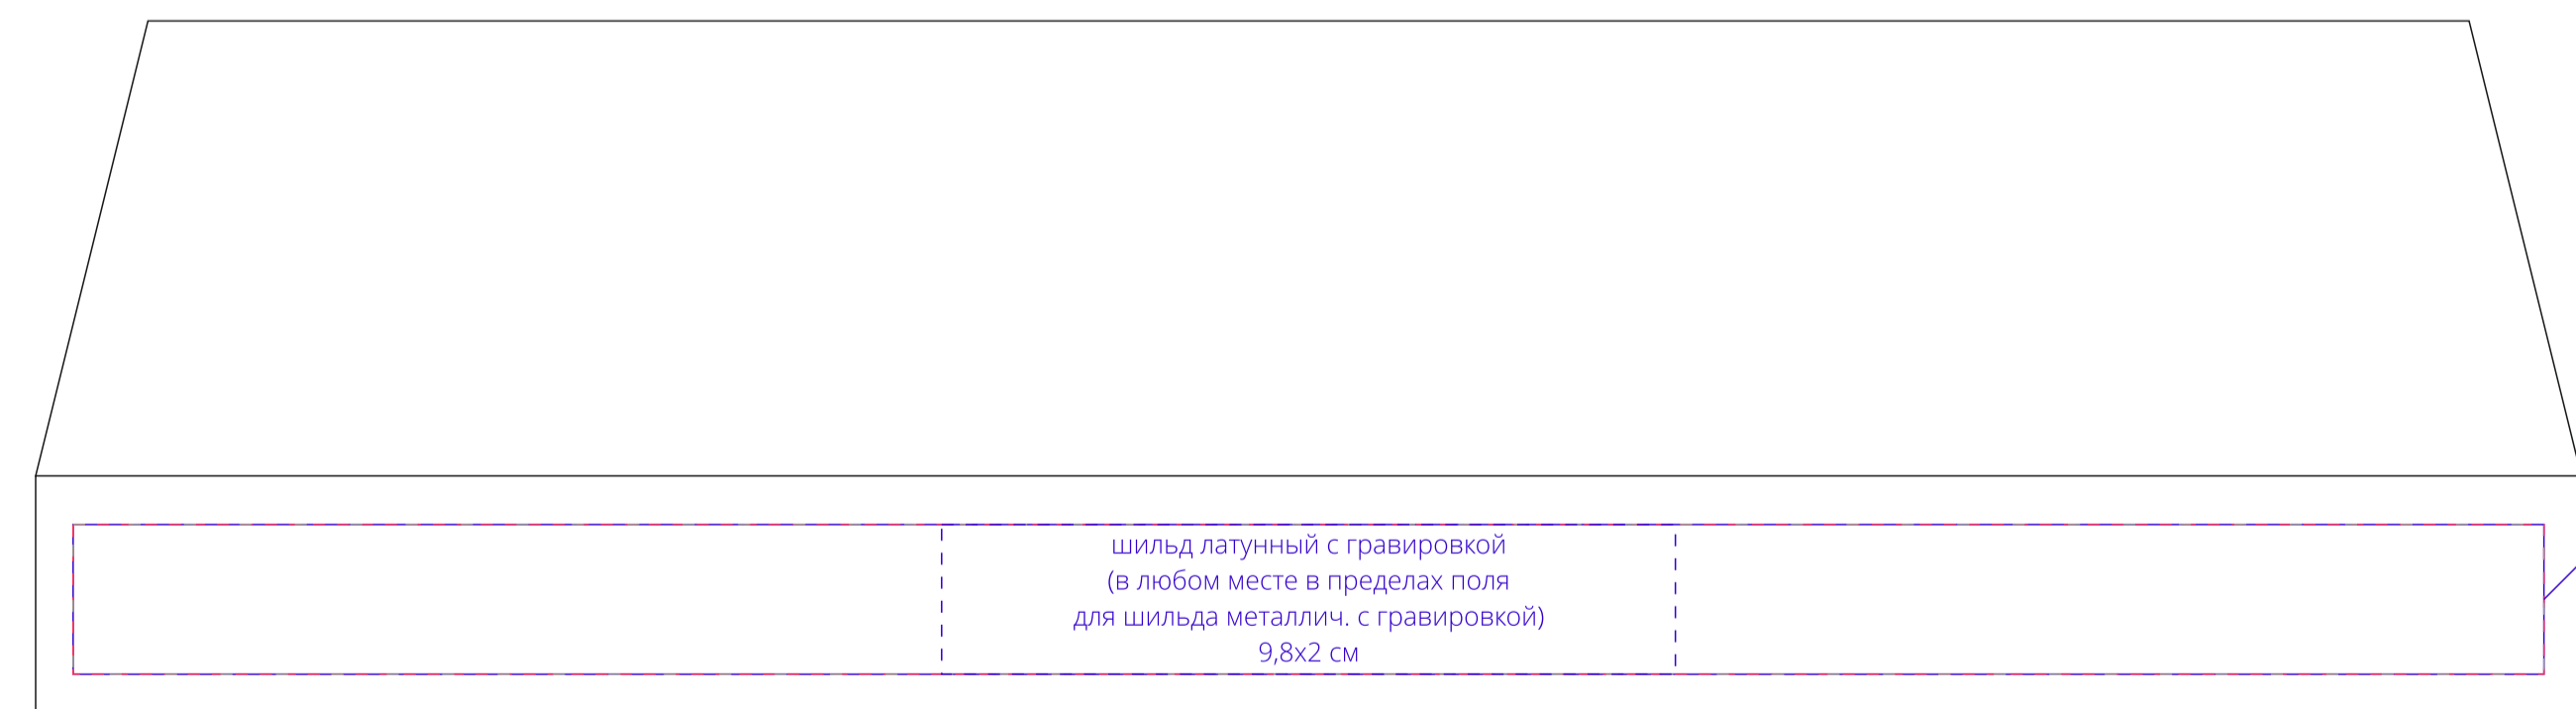 шильд латунный с гравировкой
(в любом месте в пределах поля
для шильда металлич. с гравировкой)
9,8х2 см